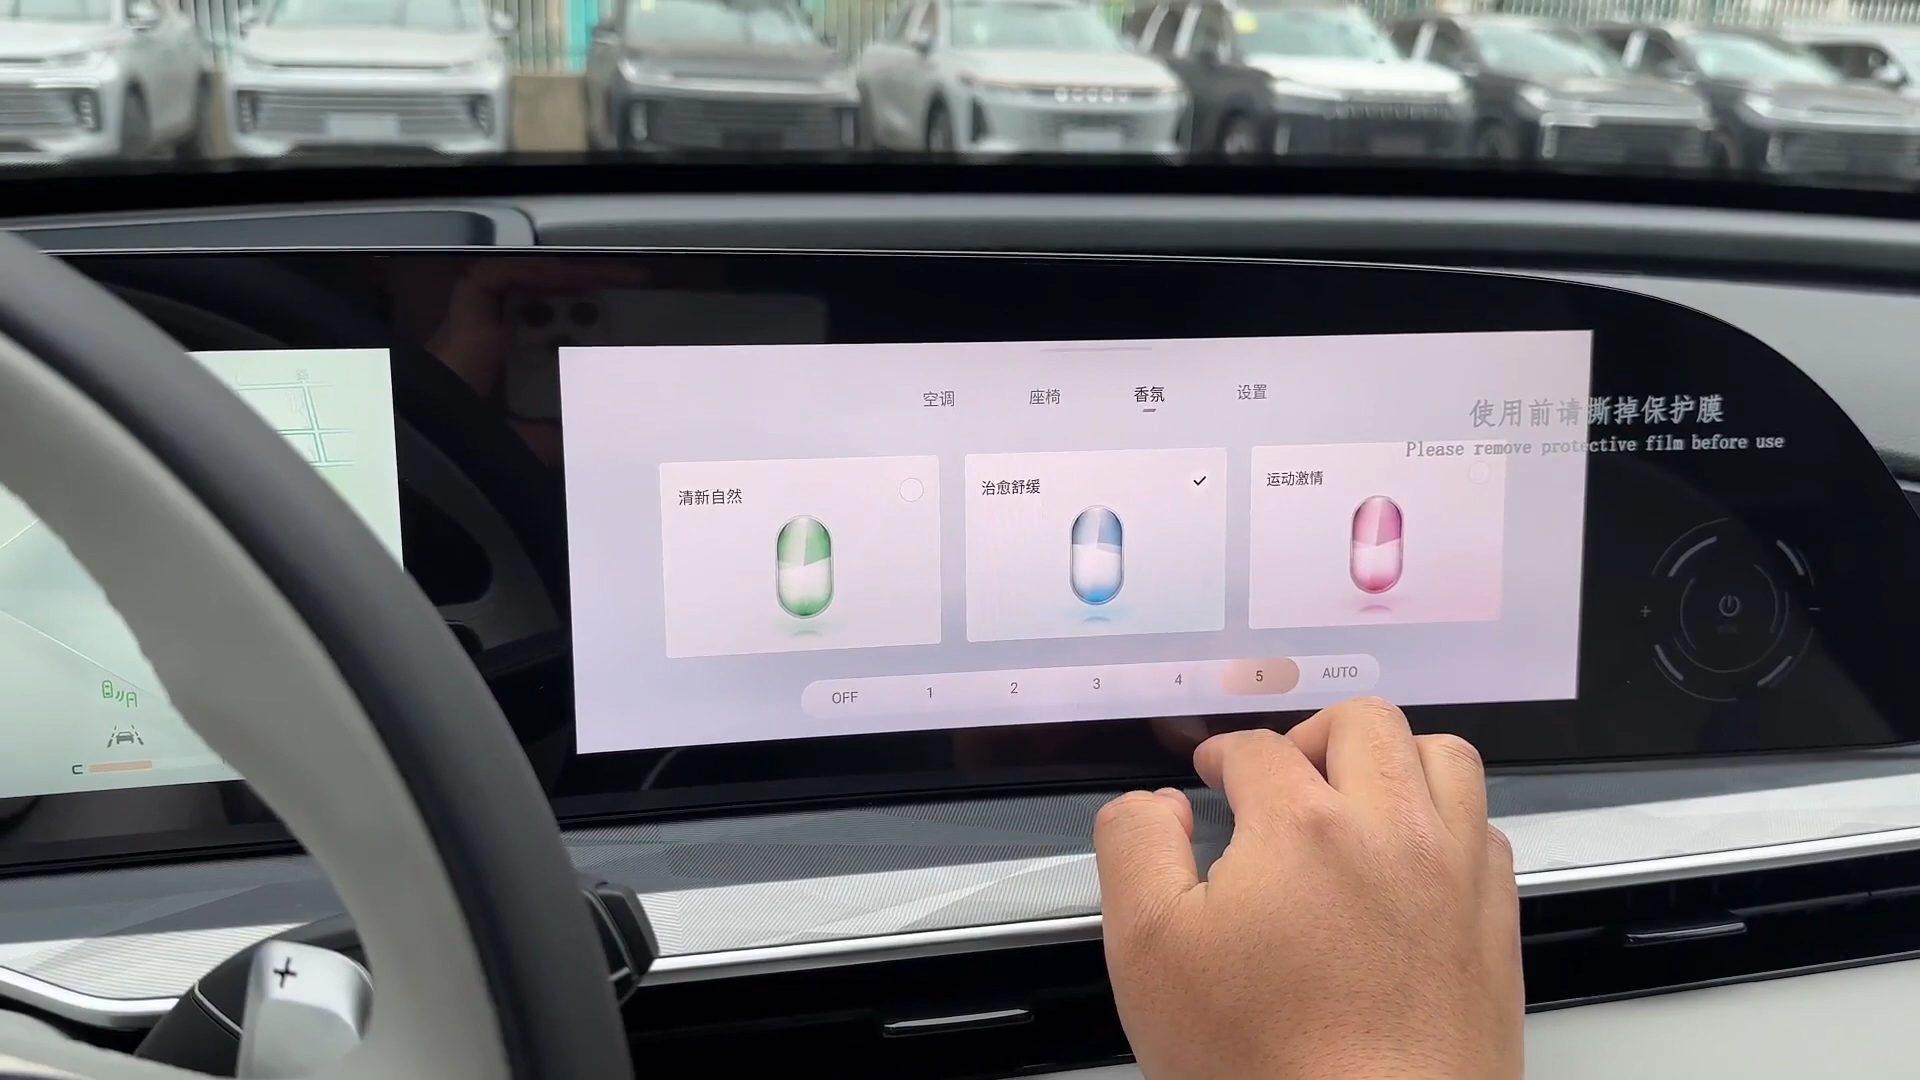 空调
座椅
香氛
设置
使用前请撕掉保护膜
Please remove protective film before use
清新自然
治愈舒缓
运动激情
OFF
1
2
3
4
5
AUTO
C
+
+